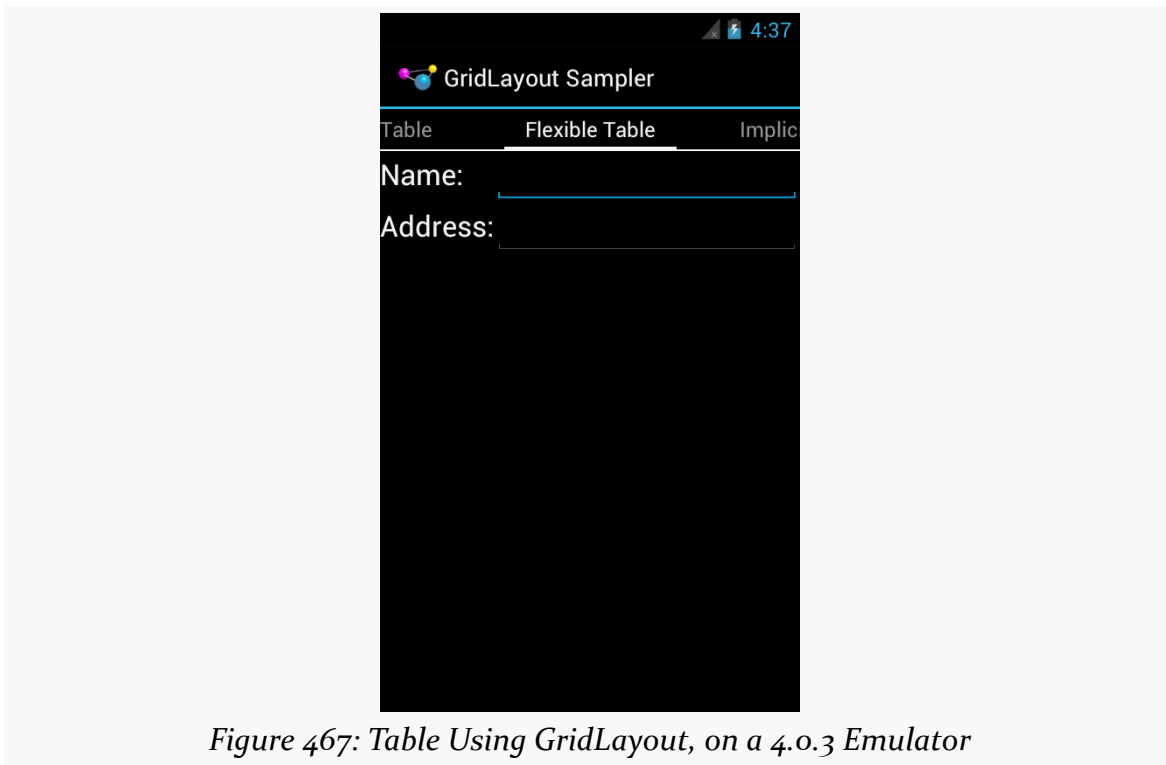 4:37
GridLayout Sampler
Table Flexible Table Implici
Name:
Address:
Figure 467: Table Using GridLayout, on a 4.0.3 Emulator